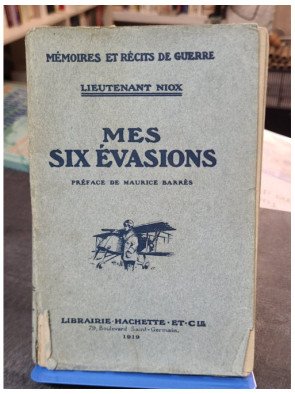 MÉMOIRES ET RÉCITS DE GUERRE
LIEUTENANT NIOX
MES
SIX ÉVASIONS
PRÉFACE DE MAURICE BARRÈS
LIBRAIRIE · HACHETTE · ET · CIE
79, Boulevard Saint-Germain.
1919